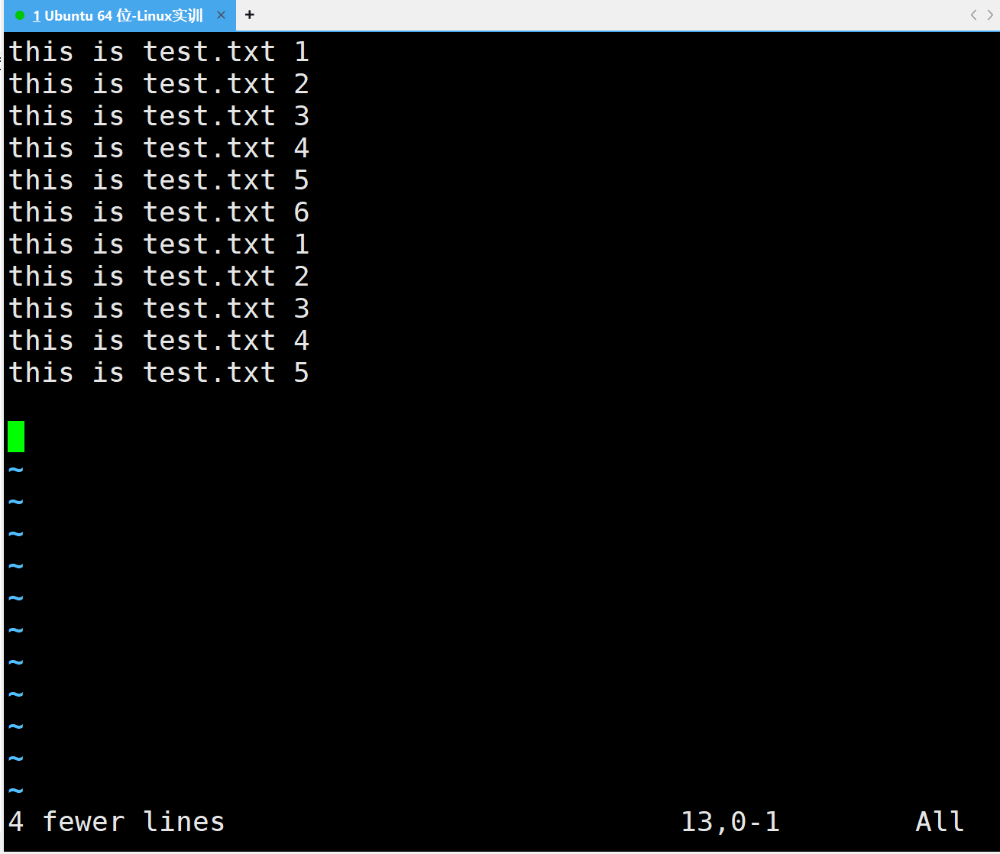 1 Ubuntu 64 位-Linux实训 × +
this is test.txt 1
this is test.txt 2
this is test.txt 3
this is test.txt 4
this is test.txt 5
this is test.txt 6
this is test.txt 1
this is test.txt 2
this is test.txt 3
this is test.txt 4
this is test.txt 5
~
~
~
~
~
~
~
~
~
~
~
4 fewer lines 13,0-1 All